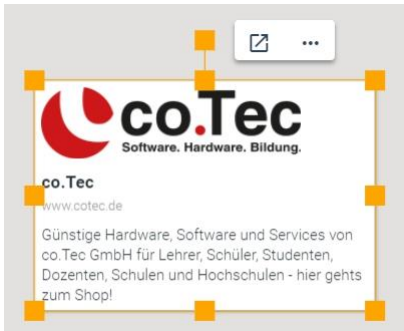 co.Tec
Software. Hardware. Bildung.
co.Tec
www.cotec.de
Günstige Hardware, Software und Services von
co.Tec GmbH für Lehrer, Schüler, Studenten,
Dozenten, Schulen und Hochschulen - hier gehts
zum Shop!